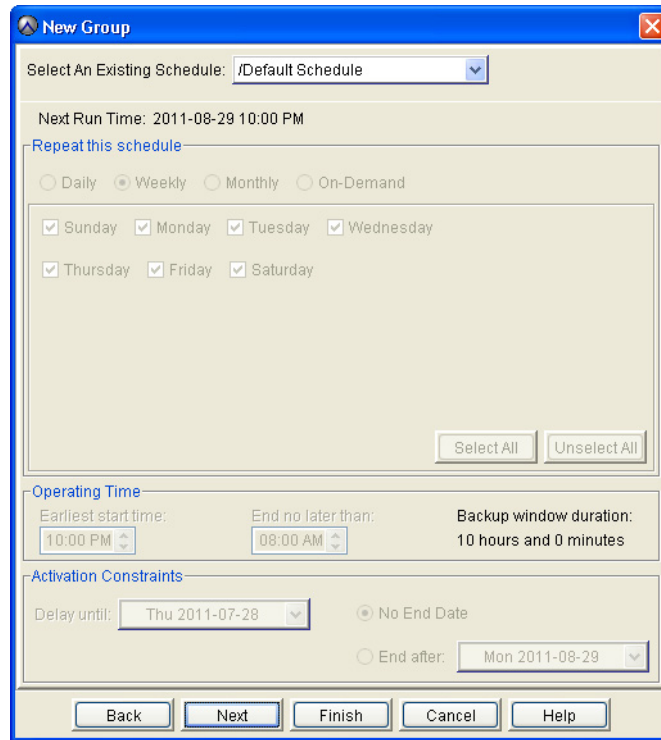 New Group
Select An Existing Schedule: /Default Schedule
Next Run Time: 2011-08-29 10:00 PM
Repeat this schedule
Daily Weekly Monthly On-Demand
Sunday Monday Tuesday Wednesday
Thursday Friday Saturday
Select All Unselect All
Operating Time
Earliest start time: End no later than: Backup window duration:
10:00 PM 08:00 AM 10 hours and 0 minutes
Activation Constraints
Delay until: Thu 2011-07-28 No End Date
End after: Mon 2011-08-29
Back Next Finish Cancel Help